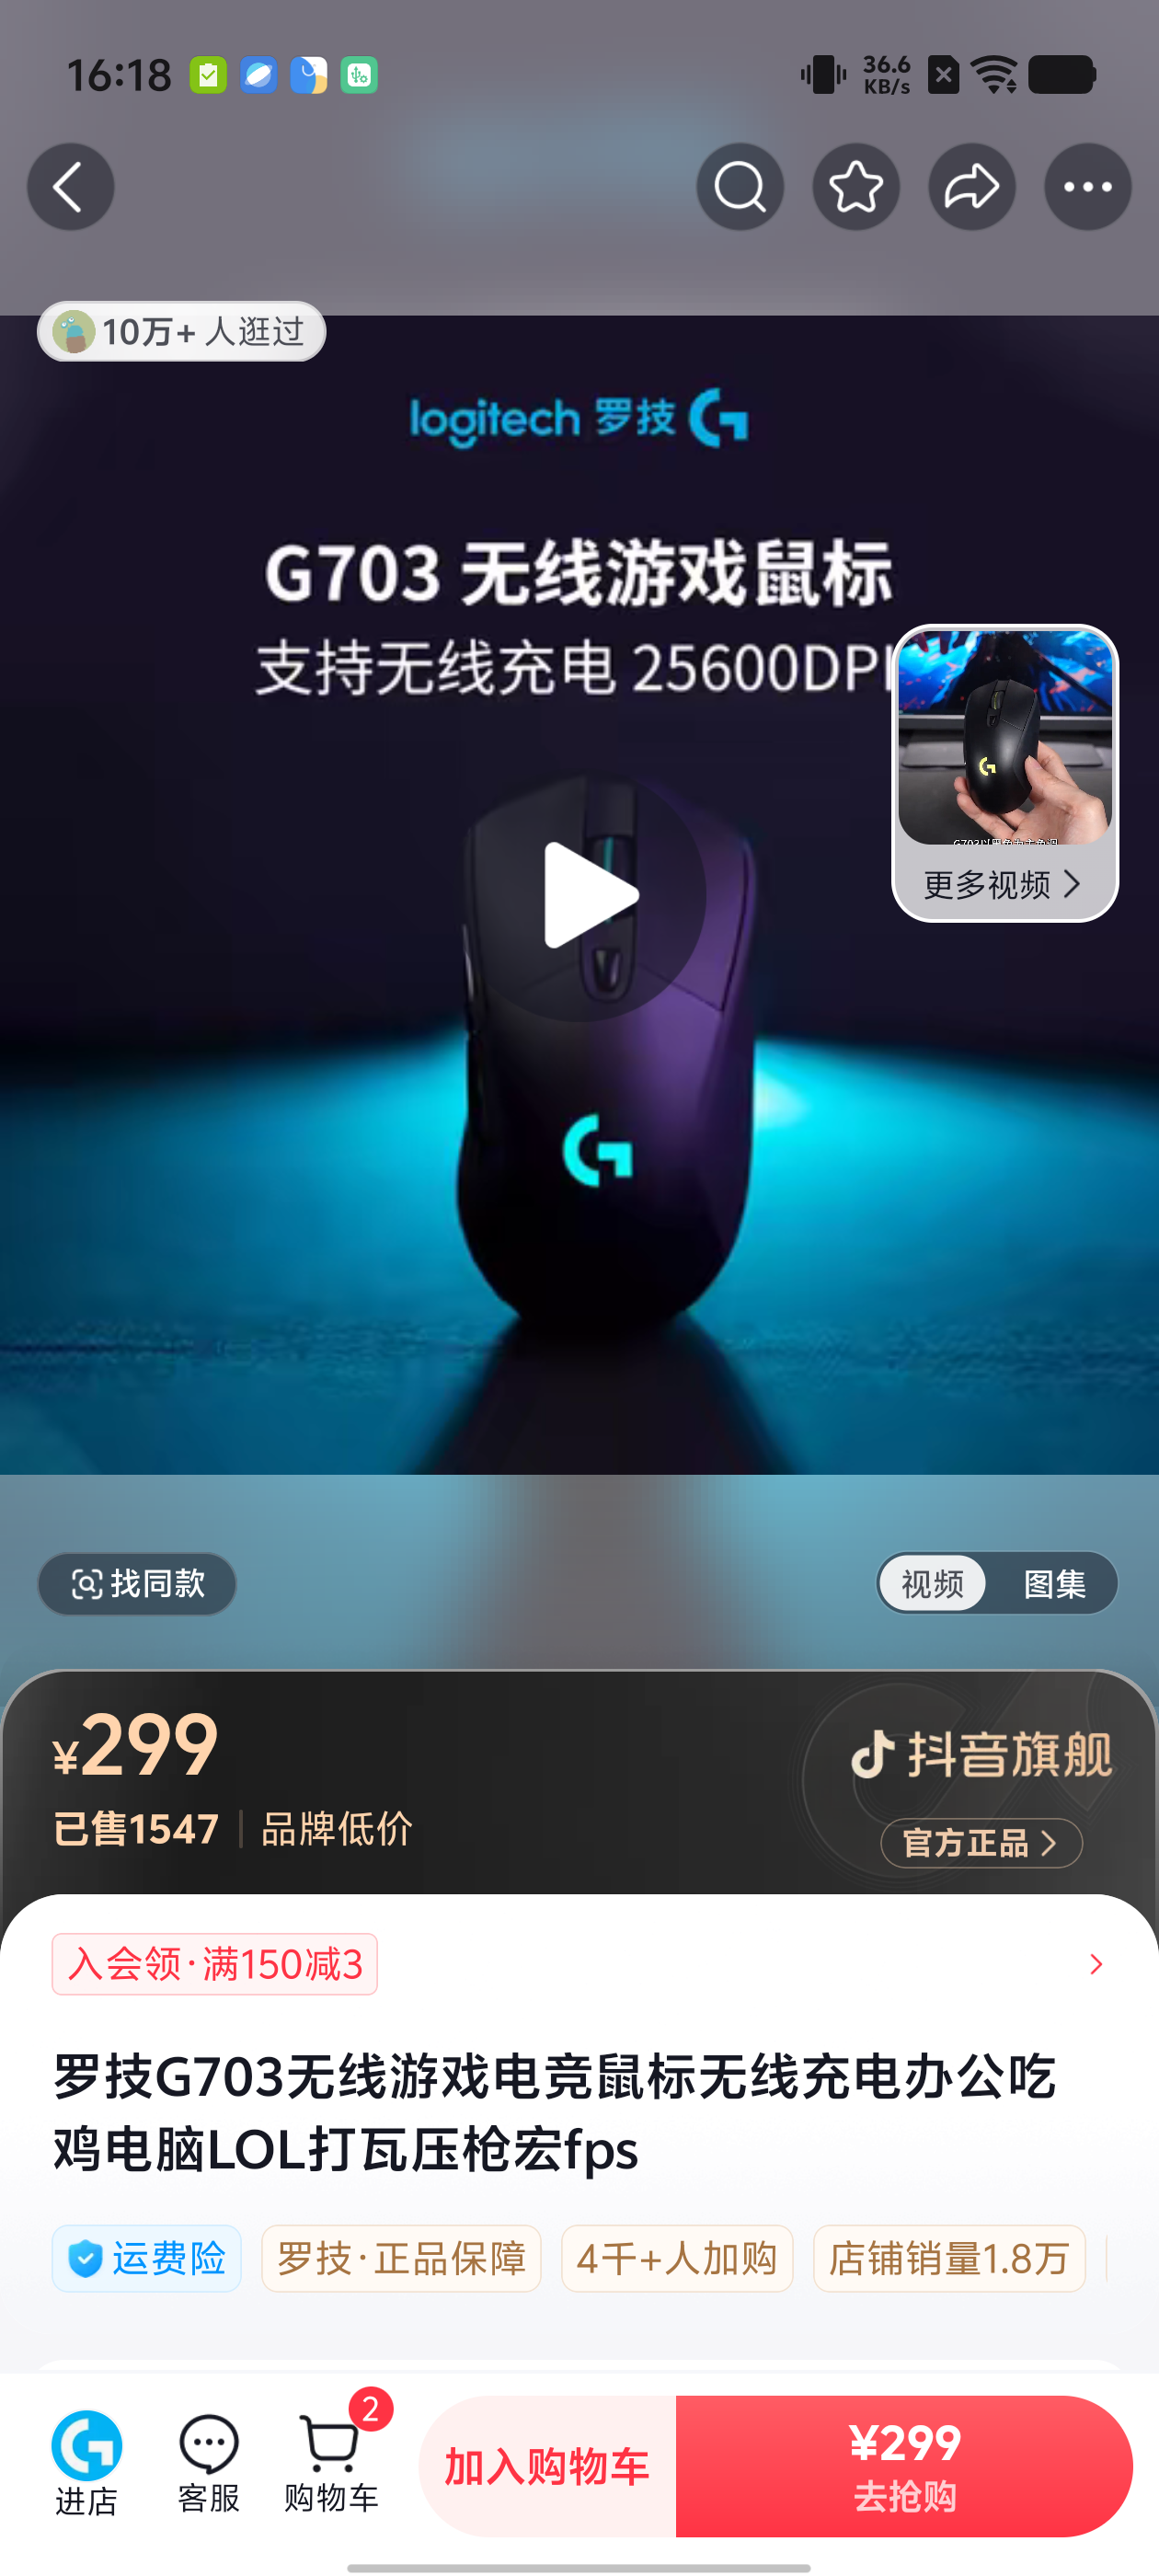 16:18
36.6
KB/s
10万+ 人逛过
logitech 罗技
G703 无线游戏鼠标
支持无线充电 25600DPI
更多视频
找同款
视频
图集
¥299
抖音旗舰
已售1547
品牌低价
官方正品
入会领·满150减3
罗技G703无线游戏电竞鼠标无线充电办公吃
鸡电脑LOL打瓦压枪宏fps
运费险
罗技·正品保障
4千+人加购
店铺销量1.8万
进店
客服
2
购物车
加入购物车
¥299
去抢购